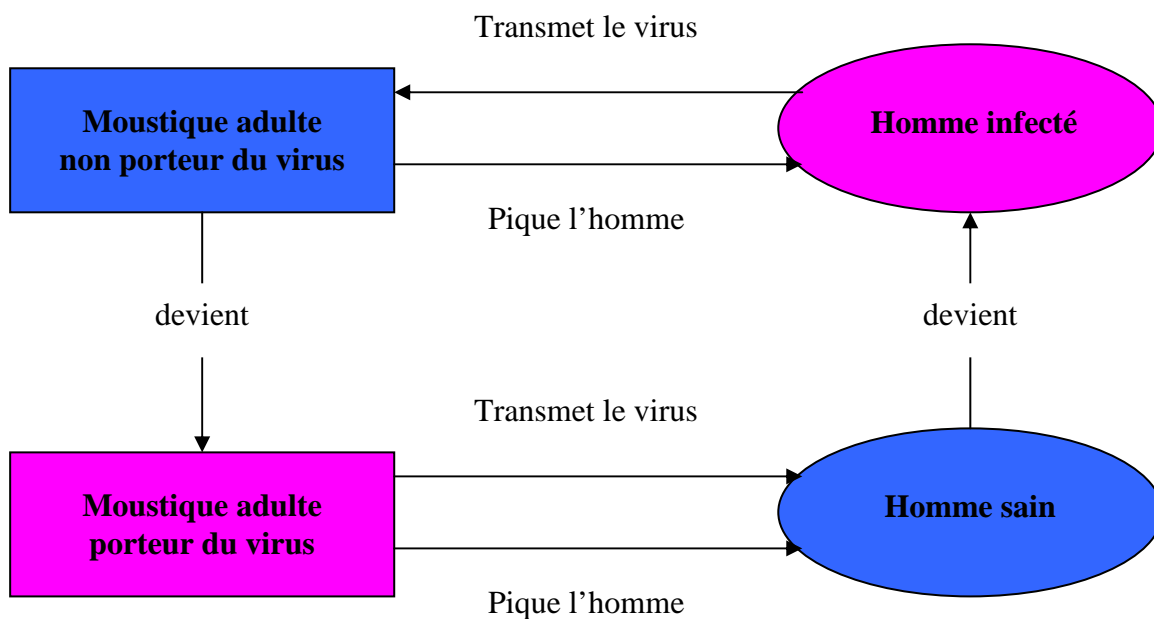 Transmet le virus
Moustique adulte
non porteur du virus
Homme infecté
Pique l’homme
devient
devient
Transmet le virus
Moustique adulte
porteur du virus
Homme sain
Pique l’homme